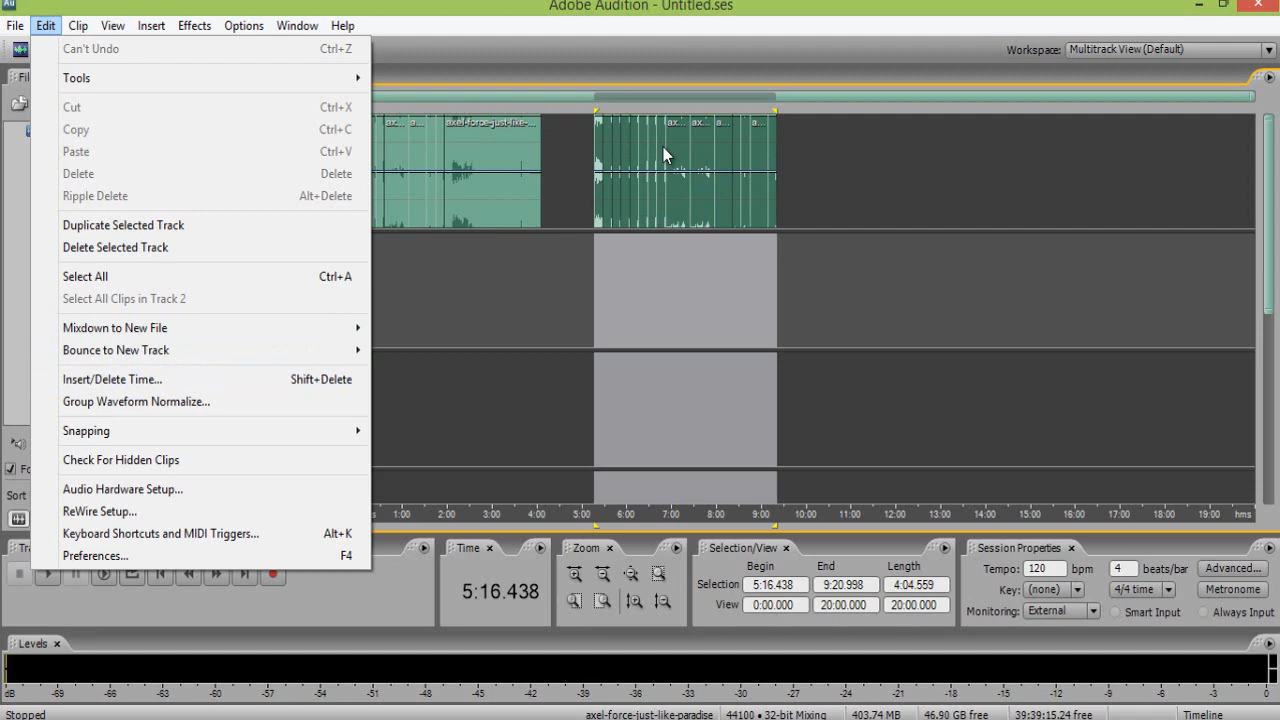 Au
Adobe Audition - Untitled.ses
File Edit Clip View Insert Effects Options Window Help
Workspace: Multitrack View (Default)
Can't Undo Ctrl+Z
Tools
Cut Ctrl+X
Copy Ctrl+C
Paste Ctrl+V
Delete Delete
Ripple Delete Alt+Delete
Duplicate Selected Track
Delete Selected Track
Select All Ctrl+A
Select All Clips in Track 2
Mixdown to New File
Bounce to New Track
Insert/Delete Time... Shift+Delete
Group Waveform Normalize...
Snapping
Check For Hidden Clips
Audio Hardware Setup...
ReWire Setup...
Keyboard Shortcuts and MIDI Triggers... Alt+K
Preferences... F4
Fil
Fo
Sort
ax... a... axel-force-just-like-... ax... ax... a... a...
1:00 2:00 3:00 4:00 5:00 6:00 7:00 8:00 9:00 10:00 11:00 12:00 13:00 14:00 15:00 16:00 17:00 18:00 19:00 hms
Time
5:16.438
Zoom
Selection/View
Begin End Length
Selection 5:16.438 9:20.998 4:04.559
View 0:00.000 20:00.000 20:00.000
Session Properties
Tempo: 120 bpm 4 beats/bar Advanced...
Key: (none) 4/4 time Metronome
Monitoring: External Smart Input Always Input
Levels
dB -69 -66 -63 -60 -57 -54 -51 -48 -45 -42 -39 -36 -33 -30 -27 -24 -21 -18 -15 -12 -9 -6 -3 0
Stopped axel-force-just-like-paradise 44100 • 32-bit Mixing 403.74 MB 46.90 GB free 39:39:15.24 free Timeline